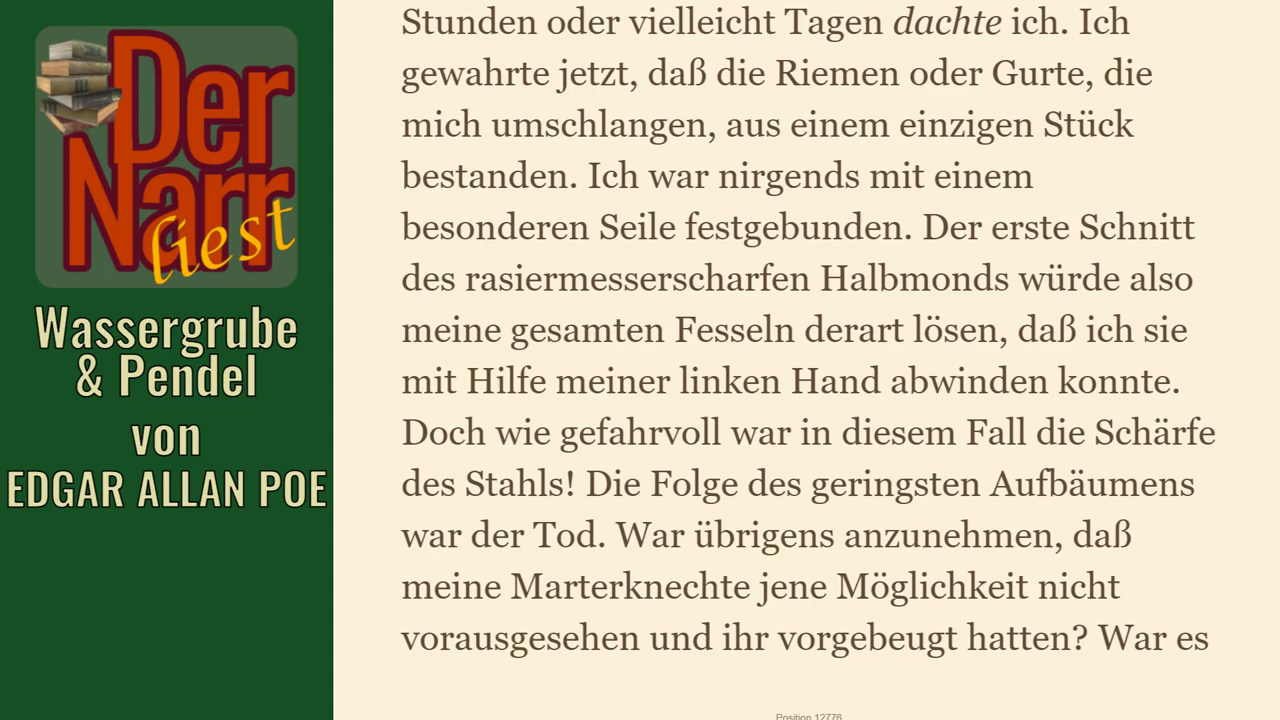 Der
Narr
liest
Wassergrube
& Pendel
von
EDGAR ALLAN POE
Stunden oder vielleicht Tagen dachte ich. Ich
gewahrte jetzt, daß die Riemen oder Gurte, die
mich umschlangen, aus einem einzigen Stück
bestanden. Ich war nirgends mit einem
besonderen Seile festgebunden. Der erste Schnitt
des rasiermesserscharfen Halbmonds würde also
meine gesamten Fesseln derart lösen, daß ich sie
mit Hilfe meiner linken Hand abwinden konnte.
Doch wie gefahrvoll war in diesem Fall die Schärfe
des Stahls! Die Folge des geringsten Aufbäumens
war der Tod. War übrigens anzunehmen, daß
meine Marterknechte jene Möglichkeit nicht
vorausgesehen und ihr vorgebeugt hatten? War es
Position 12776